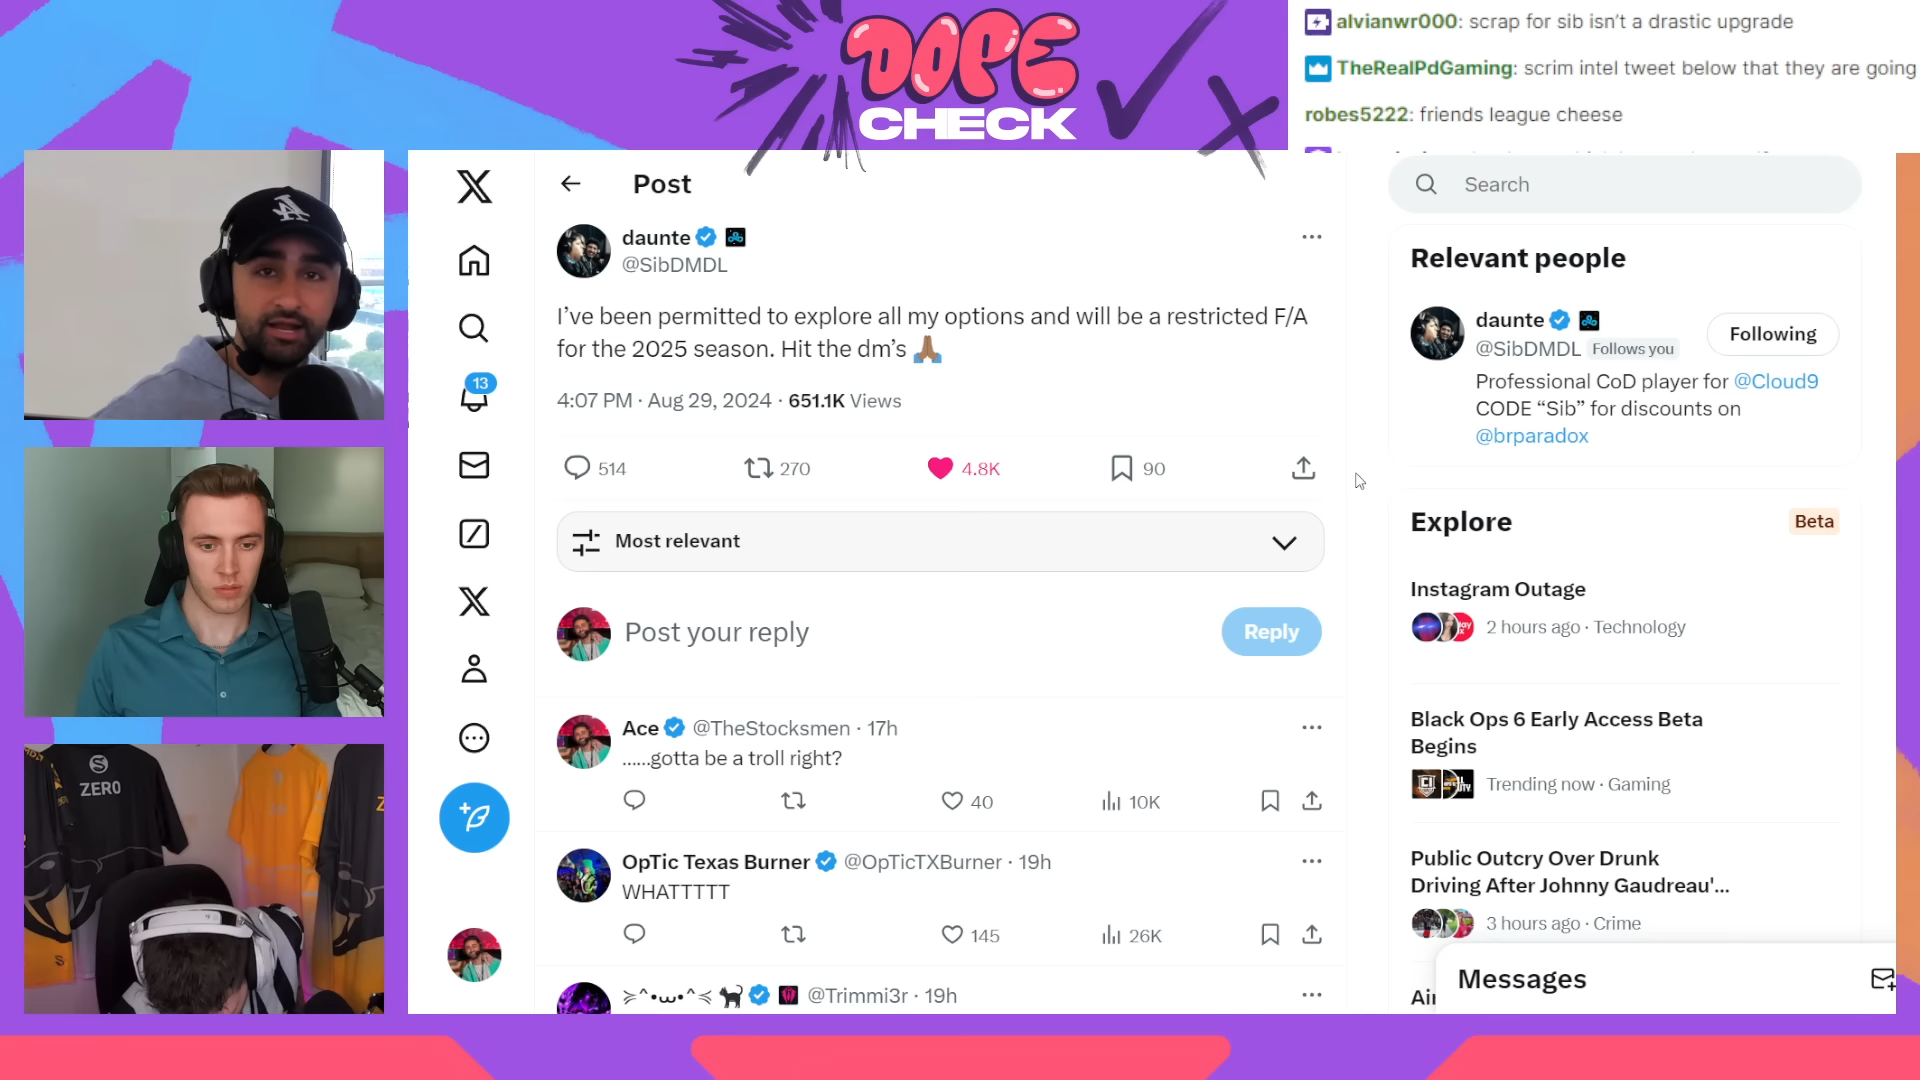 DOPE
CHECK
alvianwr000: scrap for sib isn't a drastic upgrade
TheRealPdGaming: scrim intel tweet below that they are going
robes5222: friends league cheese
Post
Search
daunte
@SibDMDL
I've been permitted to explore all my options and will be a restricted F/A
for the 2025 season. Hit the dm's 🙏🏽
4:07 PM · Aug 29, 2024 · 651.1K Views
514
270
4.8K
90
Most relevant
Post your reply
Reply
Ace @TheStocksmen · 17h
......gotta be a troll right?
40
10K
OpTic Texas Burner @OpTicTXBurner · 19h
WHATTTTT
145
26K
≽^•ω•^≼ 🐈‍⬛ @Trimmi3r · 19h
13
Relevant people
daunte
@SibDMDL Follows you
Following
Professional CoD player for @Cloud9
CODE “Sib” for discounts on
@brparadox
Explore
Beta
Instagram Outage
2 hours ago · Technology
Black Ops 6 Early Access Beta
Begins
Trending now · Gaming
Public Outcry Over Drunk
Driving After Johnny Gaudreau'...
3 hours ago · Crime
Messages
ZERO